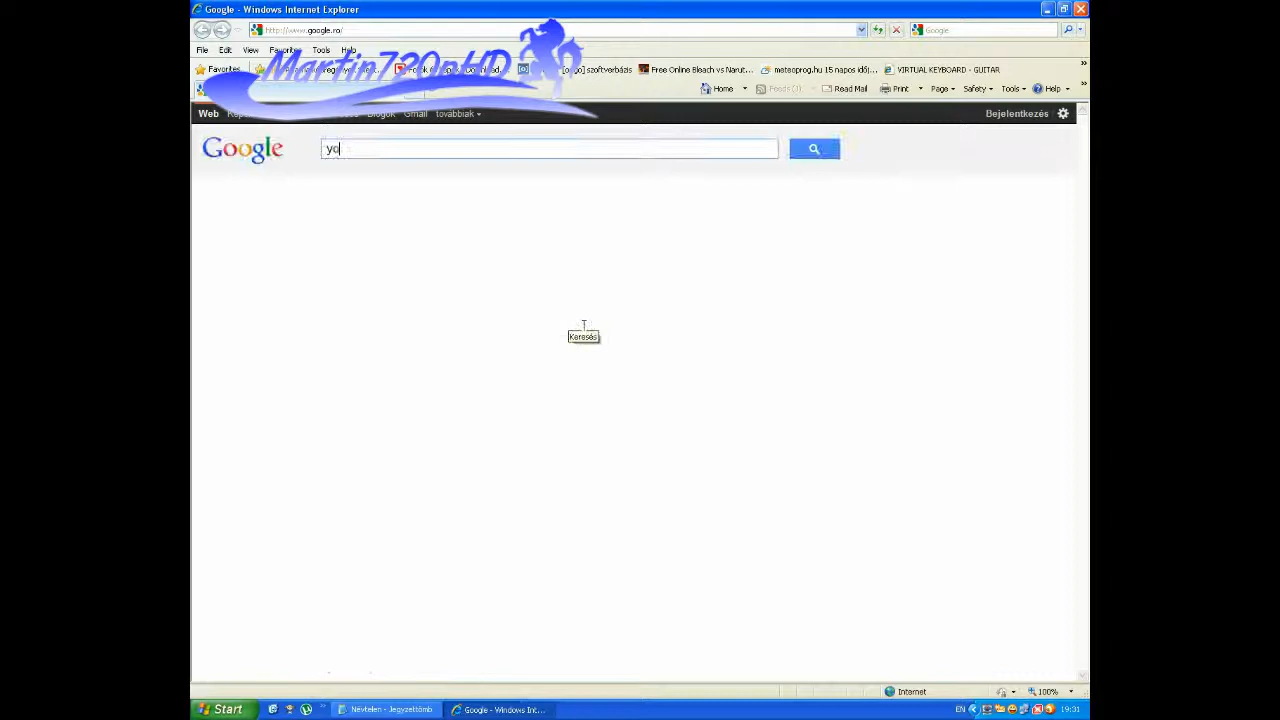 Google - Windows Internet Explorer
http://www.google.ro/
Google
File Edit View Favorites Tools Help
Martin720pHD
Favorites
[o] szoftverbázis
Free Online Bleach vs Narut...
meteoprog.hu 15 napos időj...
VIRTUAL KEYBOARD - GUITAR
Home Feeds (J) Read Mail Print Page Safety Tools Help
Web Blogok Gmail továbbiak
Bejelentkezés
Google
yo
Keresés
Internet
100%
Start
Névtelen - Jegyzettömb
Google - Windows Int...
EN
19:31